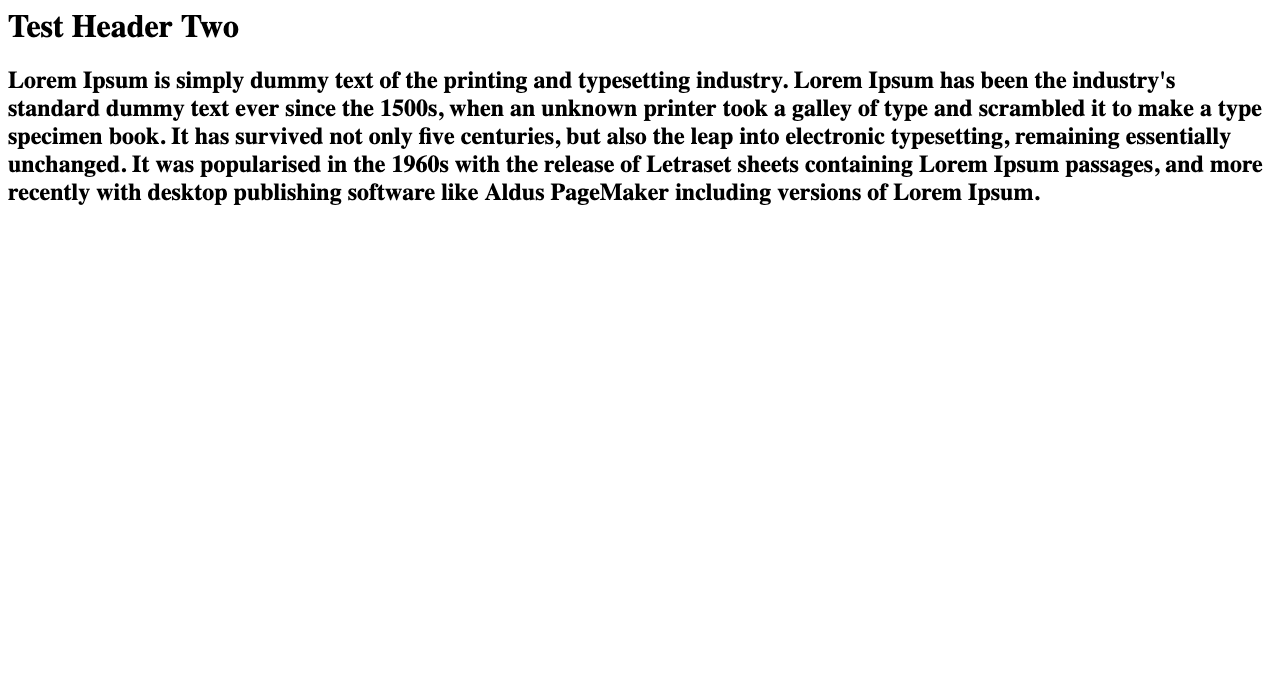 Test Header Two
Lorem Ipsum is simply dummy text of the printing and typesetting industry. Lorem Ipsum has been the industry's
standard dummy text ever since the 1500s, when an unknown printer took a galley of type and scrambled it to make a type
specimen book. It has survived not only five centuries, but also the leap into electronic typesetting, remaining essentially
unchanged. It was popularised in the 1960s with the release of Letraset sheets containing Lorem Ipsum passages, and more
recently with desktop publishing software like Aldus PageMaker including versions of Lorem Ipsum.